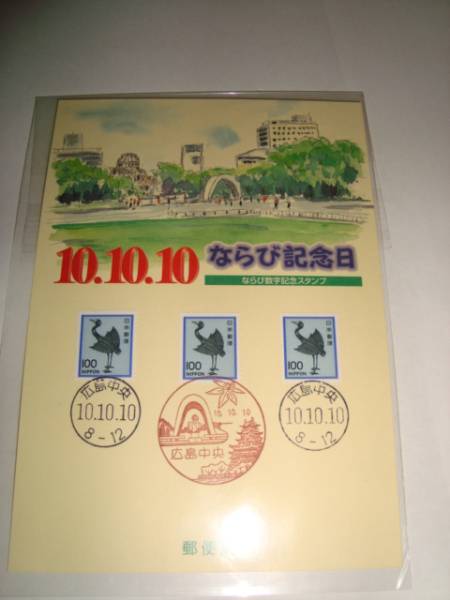 10.10.10 ならび記念日
ならび数字記念スタンプ
100 NIPPON 日本郵便
100 NIPPON 日本郵便
100 NIPPON 日本郵便
広島中央
10.10.10
8-12
10.10.10
広島中央
広島中央
10.10.10
8-12
郵便